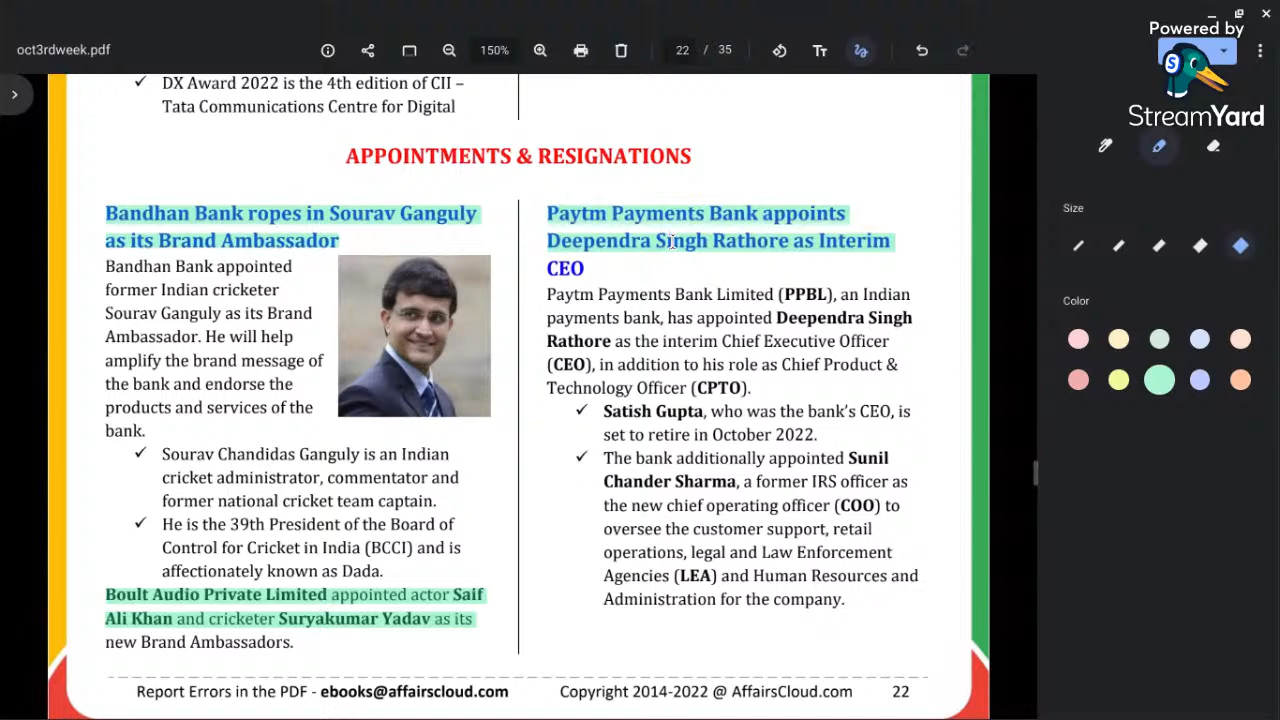 Powered by
StreamYard
oct3rdweek.pdf
150%
22 / 35
Size
Color
✓ DX Award 2022 is the 4th edition of CII –
Tata Communications Centre for Digital
APPOINTMENTS & RESIGNATIONS
Bandhan Bank ropes in Sourav Ganguly
as its Brand Ambassador
Bandhan Bank appointed
former Indian cricketer
Sourav Ganguly as its Brand
Ambassador. He will help
amplify the brand message of
the bank and endorse the
products and services of the
bank.
✓ Sourav Chandidas Ganguly is an Indian
cricket administrator, commentator and
former national cricket team captain.
✓ He is the 39th President of the Board of
Control for Cricket in India (BCCI) and is
affectionately known as Dada.
Boult Audio Private Limited appointed actor Saif
Ali Khan and cricketer Suryakumar Yadav as its
new Brand Ambassadors.
Paytm Payments Bank appoints
Deependra Singh Rathore as Interim
CEO
Paytm Payments Bank Limited (PPBL), an Indian
payments bank, has appointed Deependra Singh
Rathore as the interim Chief Executive Officer
(CEO), in addition to his role as Chief Product &
Technology Officer (CPTO).
✓ Satish Gupta, who was the bank’s CEO, is
set to retire in October 2022.
✓ The bank additionally appointed Sunil
Chander Sharma, a former IRS officer as
the new chief operating officer (COO) to
oversee the customer support, retail
operations, legal and Law Enforcement
Agencies (LEA) and Human Resources and
Administration for the company.
Report Errors in the PDF - ebooks@affairscloud.com
Copyright 2014-2022 @ AffairsCloud.com
22